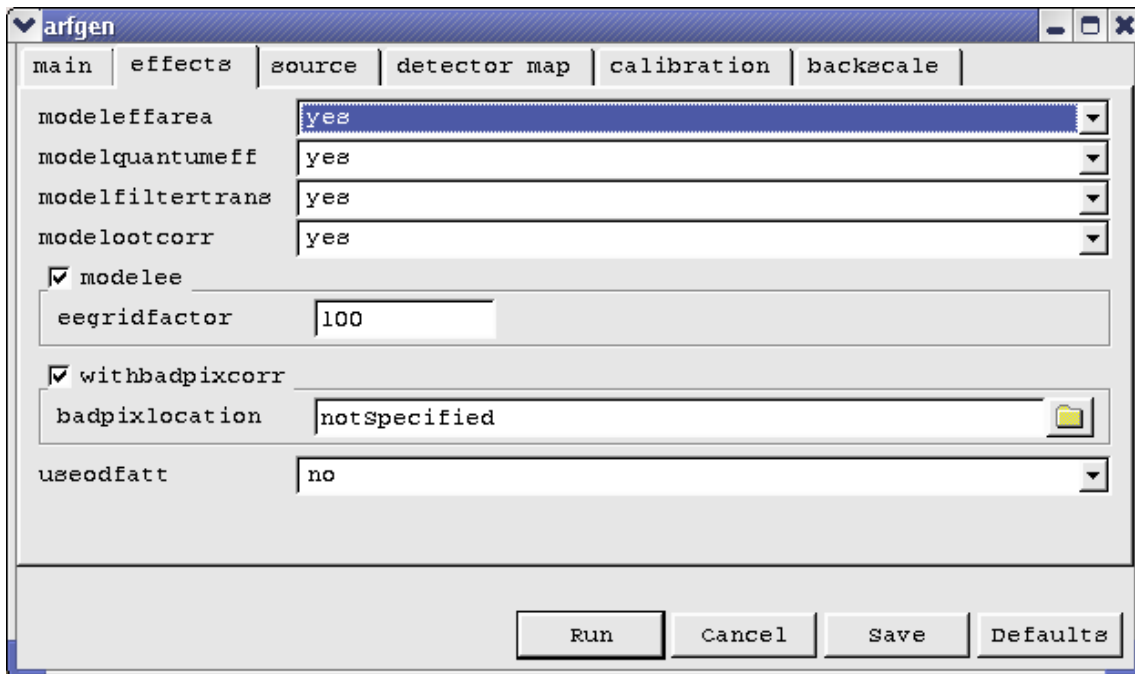 arfgen
main effects source detector map calibration backscale
modeleffarea yes
modelquantumeff yes
modelfiltertrans yes
modelootcorr yes
modelee
eegridfactor 100
withbadpixcorr
badpixlocation notSpecified
useodfatt no
Run Cancel Save Defaults